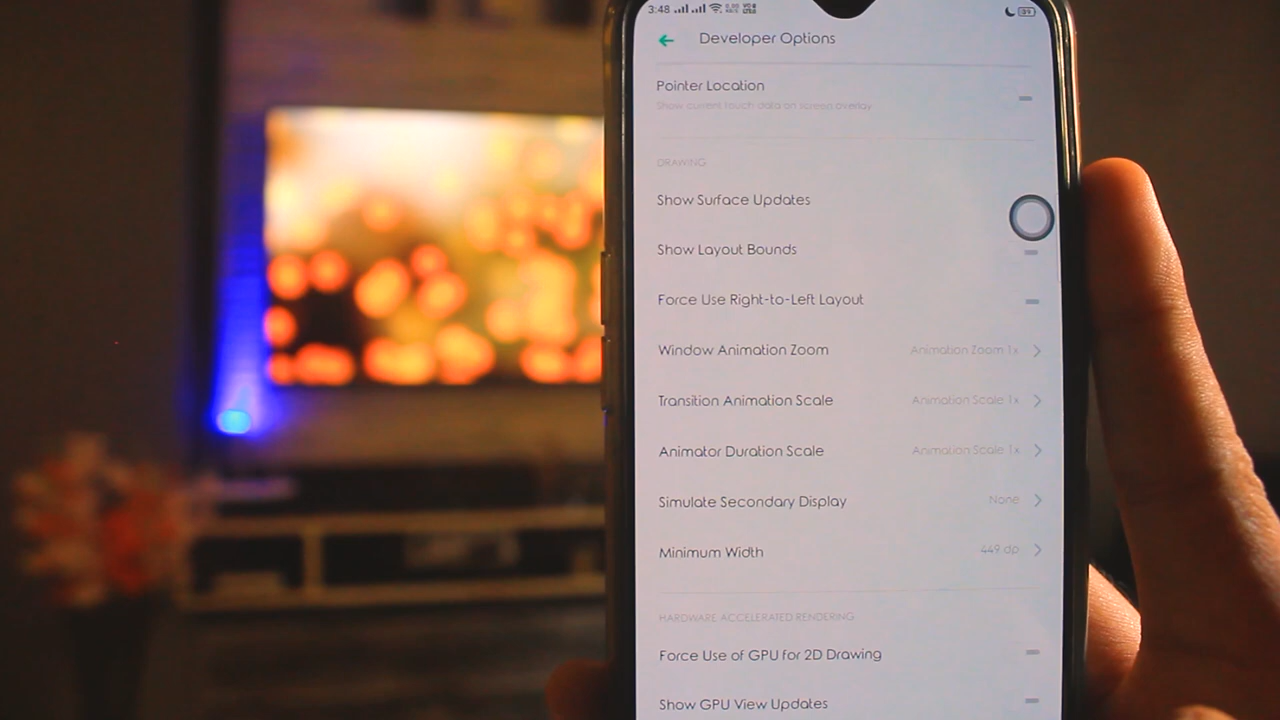 3:48
39
Developer Options
Pointer Location
Show current touch data on screen overlay
DRAWING
Show Surface Updates
Show Layout Bounds
Force Use Right-to-Left Layout
Window Animation Zoom Animation Zoom 1x
Transition Animation Scale Animation Scale 1x
Animator Duration Scale Animation Scale 1x
Simulate Secondary Display None
Minimum Width 449 dp
HARDWARE ACCELERATED RENDERING
Force Use of GPU for 2D Drawing
Show GPU View Updates